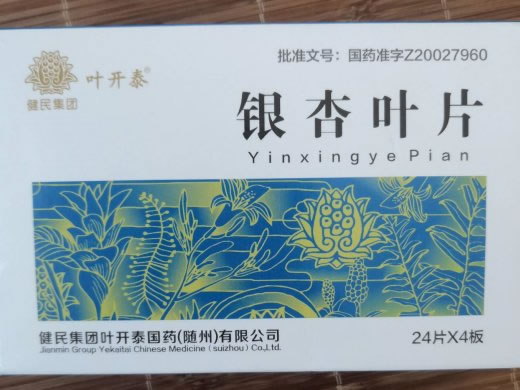 批准文号：国药准字Z20027960
叶开泰®
健民集团
银杏叶片
Yinxingye Pian
健民集团叶开泰国药(随州)有限公司
Jianmin Group Yekaitai Chinese Medicine (suizhou) Co.,Ltd.
24片X4板